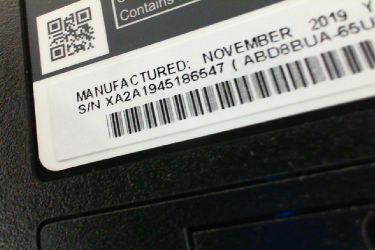 Contains
MANUFACTURED: NOVEMBER 2019
S/N XA2A1945186547 ( ABD8BUA-65U